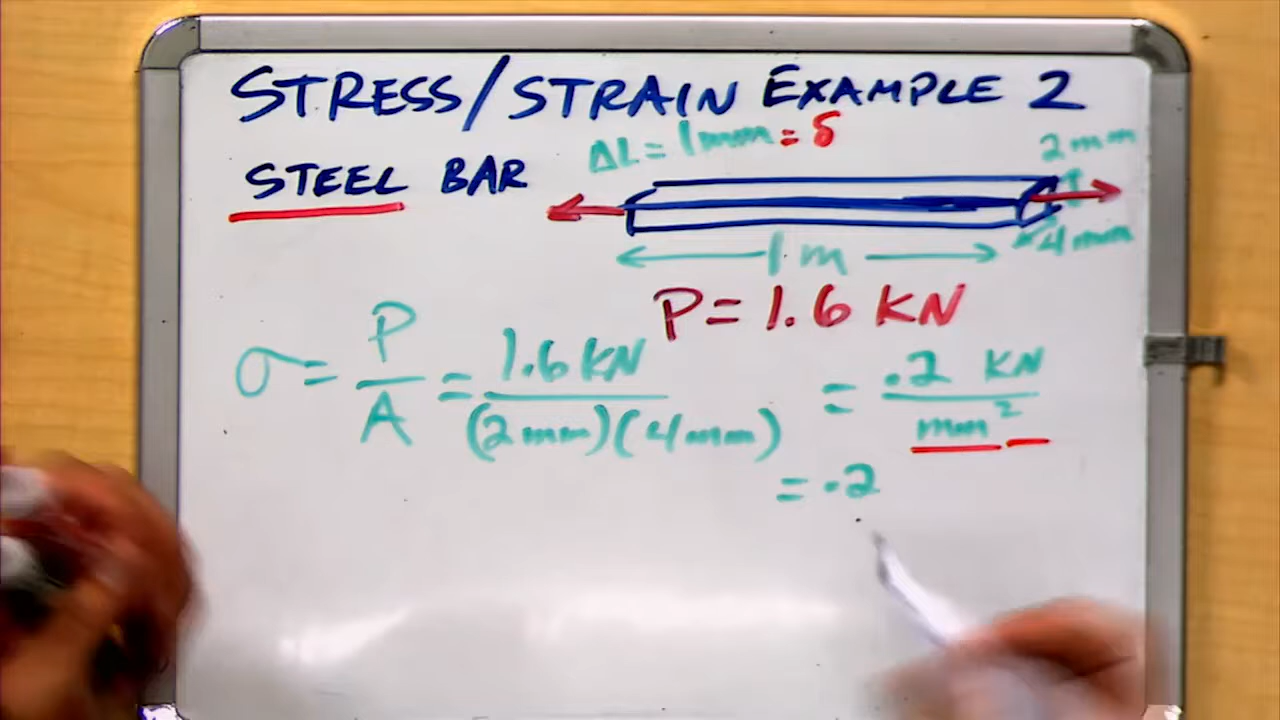 STRESS/STRAIN EXAMPLE 2
ΔL = 1mm = δ
2mm
STEEL BAR
4mm
1 m
P = 1.6 KN
σ = P/A = 1.6 KN/(2mm)(4mm) = .2 KN/mm²
= .2